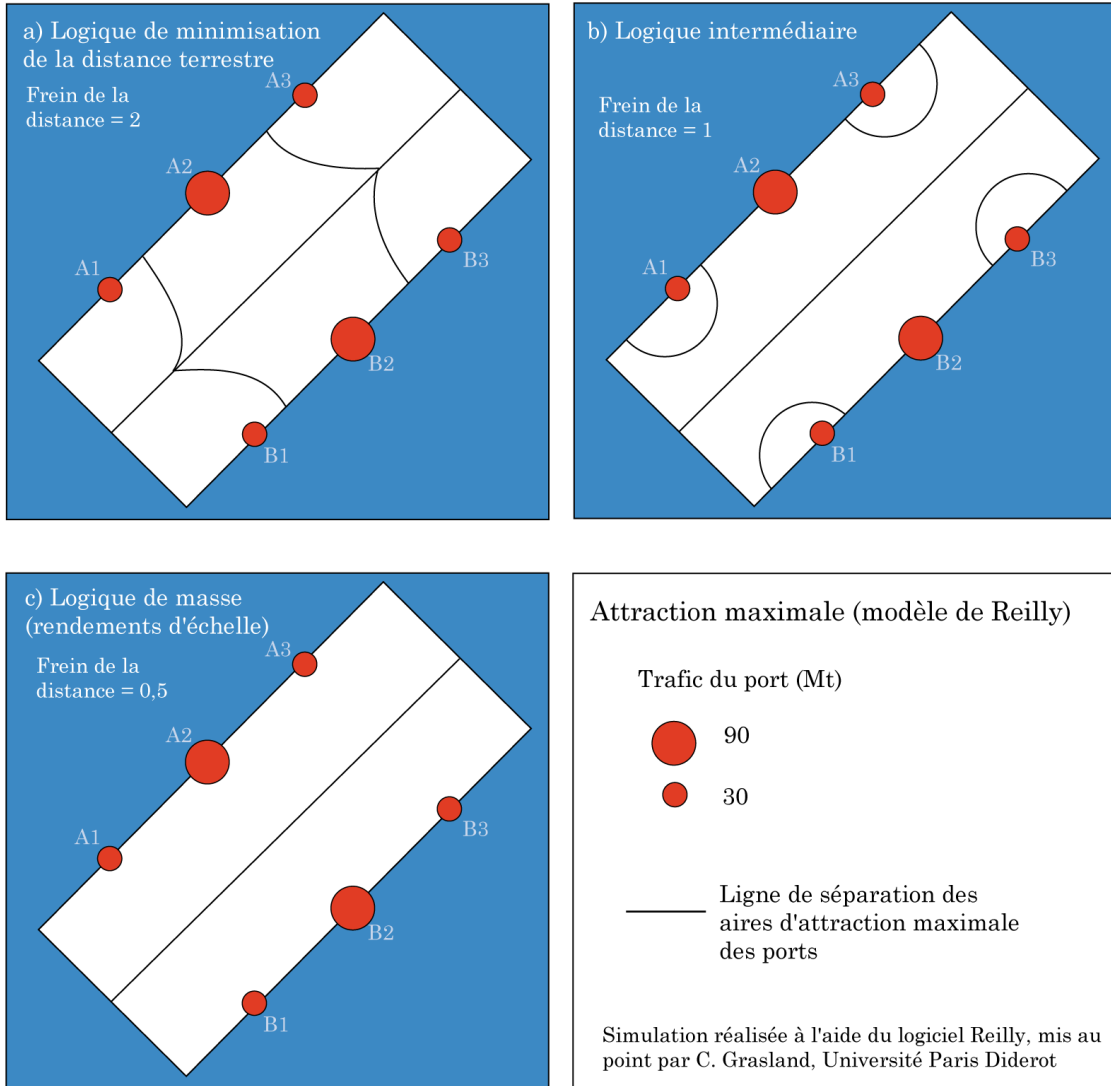 a) Logique de minimisation
de la distance terrestre
Frein de la
distance = 2
A3
A2
A1
B3
B2
B1
b) Logique intermédiaire
Frein de la
distance = 1
A3
A2
A1
B3
B2
B1
c) Logique de masse
(rendements d'échelle)
Frein de la
distance = 0,5
A3
A2
A1
B3
B2
B1
Attraction maximale (modèle de Reilly)
Trafic du port (Mt)
90
30
Ligne de séparation des
aires d'attraction maximale
des ports
Simulation réalisée à l'aide du logiciel Reilly, mis au
point par C. Grasland, Université Paris Diderot